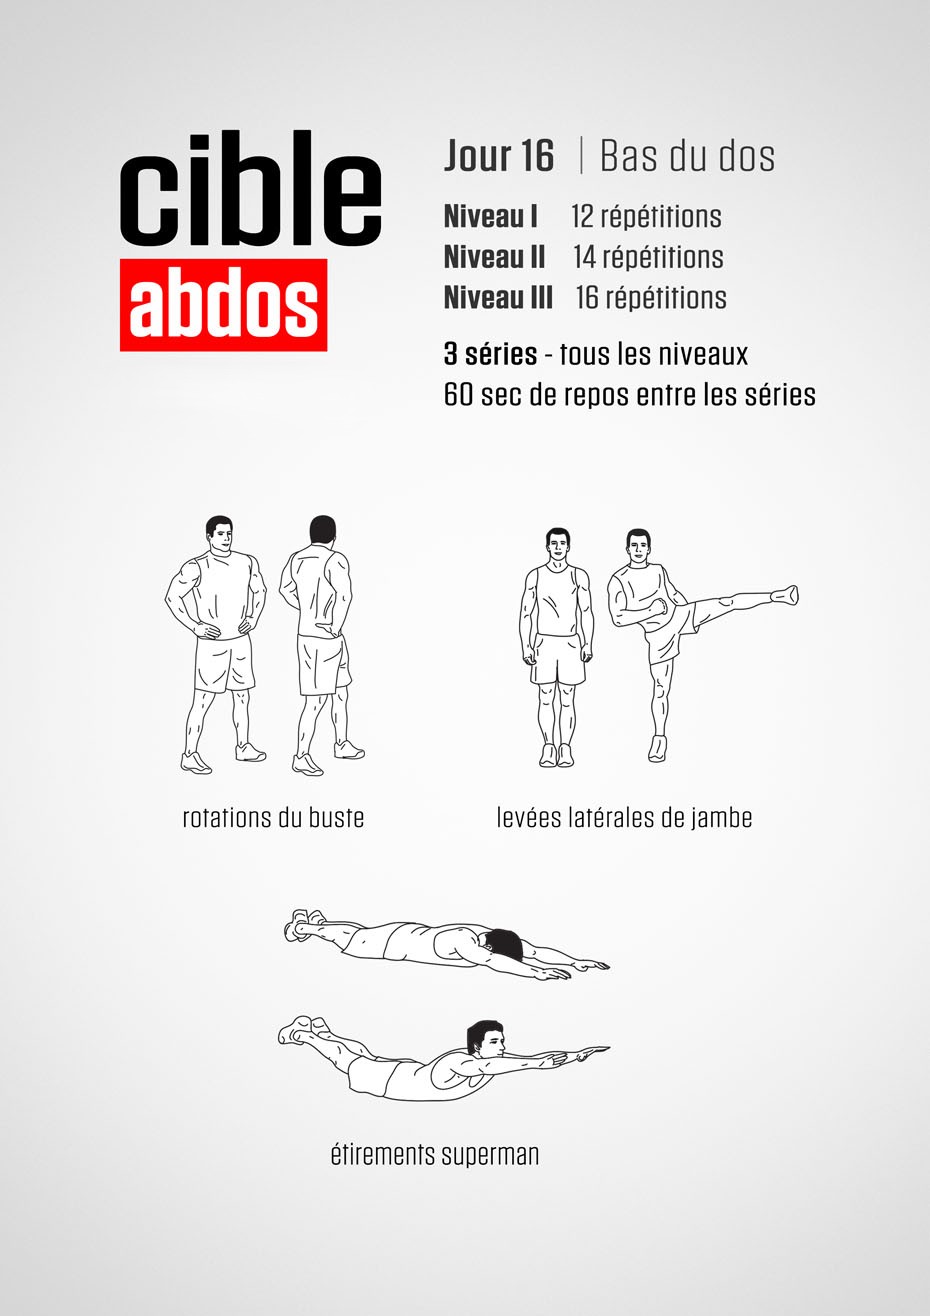 cible
abdos
Jour 16 | Bas du dos
Niveau I 12 répétitions
Niveau II 14 répétitions
Niveau III 16 répétitions
3 séries - tous les niveaux
60 sec de repos entre les séries
rotations du buste
levées latérales de jambe
étirements superman